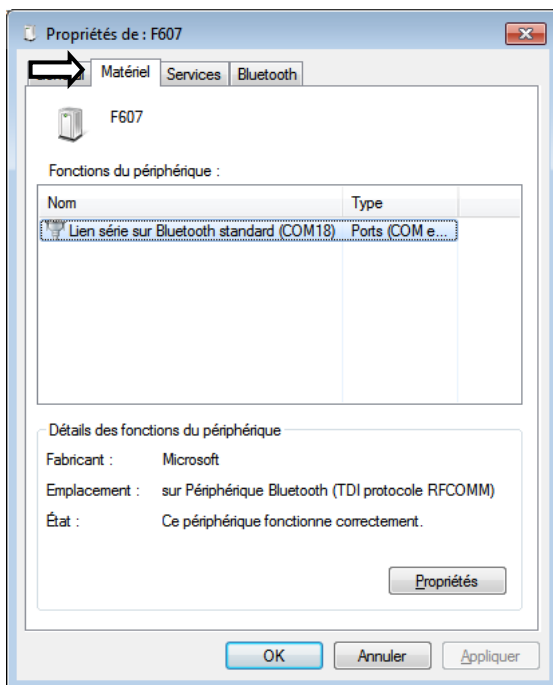 Propriétés de : F607
Matériel Services Bluetooth
F607
Fonctions du périphérique :
Nom Type
Lien série sur Bluetooth standard (COM18) Ports (COM e...
Détails des fonctions du périphérique
Fabricant : Microsoft
Emplacement : sur Périphérique Bluetooth (TDI protocole RFCOMM)
État : Ce périphérique fonctionne correctement.
Propriétés
OK Annuler Appliquer